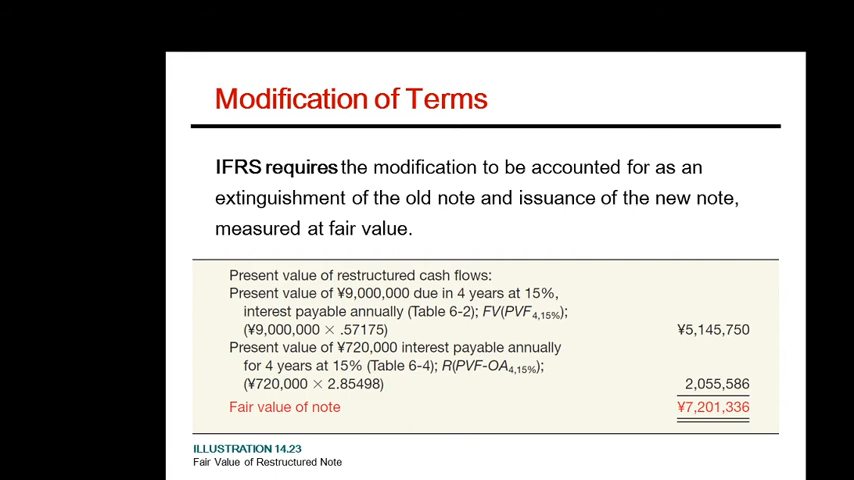 Modification of Terms
IFRS requires the modification to be accounted for as an
extinguishment of the old note and issuance of the new note,
measured at fair value.
Present value of restructured cash flows:
Present value of ¥9,000,000 due in 4 years at 15%,
interest payable annually (Table 6-2); FV(PVF4,15%);
(¥9,000,000 × .57175) ¥5,145,750
Present value of ¥720,000 interest payable annually
for 4 years at 15% (Table 6-4); R(PVF-OA4,15%);
(¥720,000 × 2.85498) 2,055,586
Fair value of note ¥7,201,336
ILLUSTRATION 14.23
Fair Value of Restructured Note